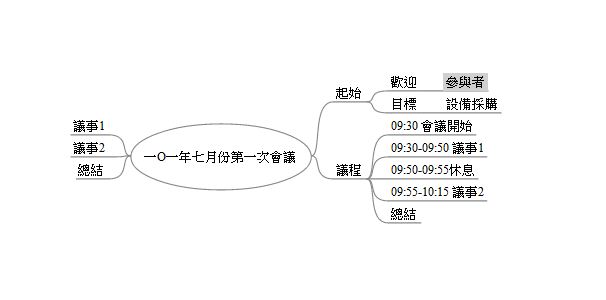 一O一年七月份第一次會議
起始
歡迎
參與者
目標
設備採購
議程
09:30 會議開始
09:30-09:50 議事1
09:50-09:55休息
09:55-10:15 議事2
總結
議事1
議事2
總結